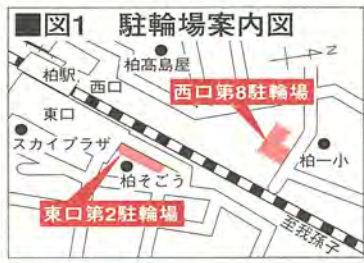 ■図1 駐輪場案内図
柏髙島屋
柏駅
西口
N
西口第8駐輪場
東口
スカイプラザ
柏一小
柏そごう
東口第2駐輪場
至我孫子